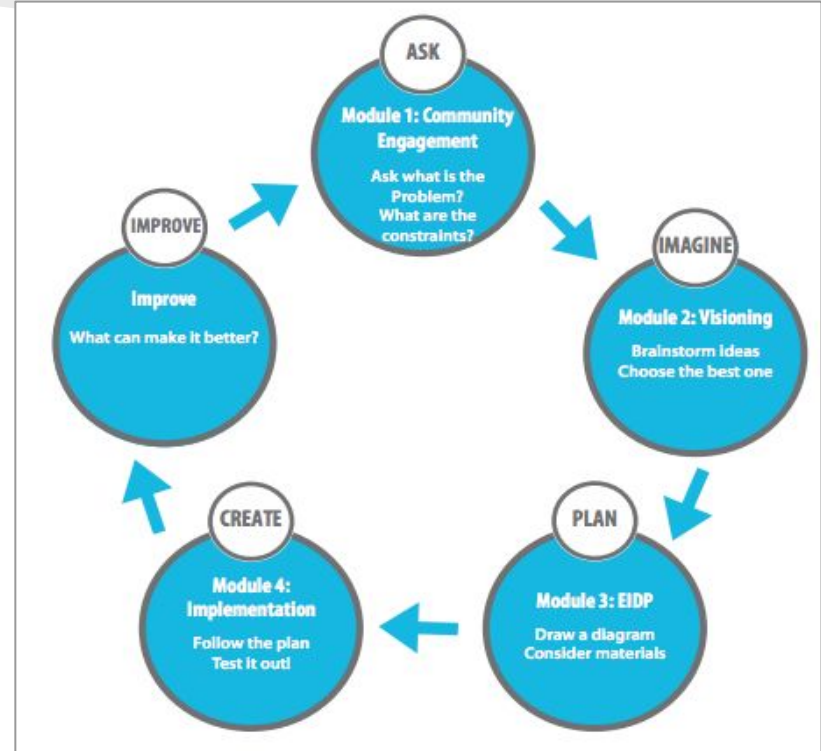 ASK
Module 1: Community
Engagement
Ask what is the
Problem?
What are the
constraints?
IMAGINE
Module 2: Visioning
Brainstorm ideas
Choose the best one
PLAN
Module 3: EIDP
Draw a diagram
Consider materials
CREATE
Module 4:
Implementation
Follow the plan
Test it out!
IMPROVE
Improve
What can make it better?